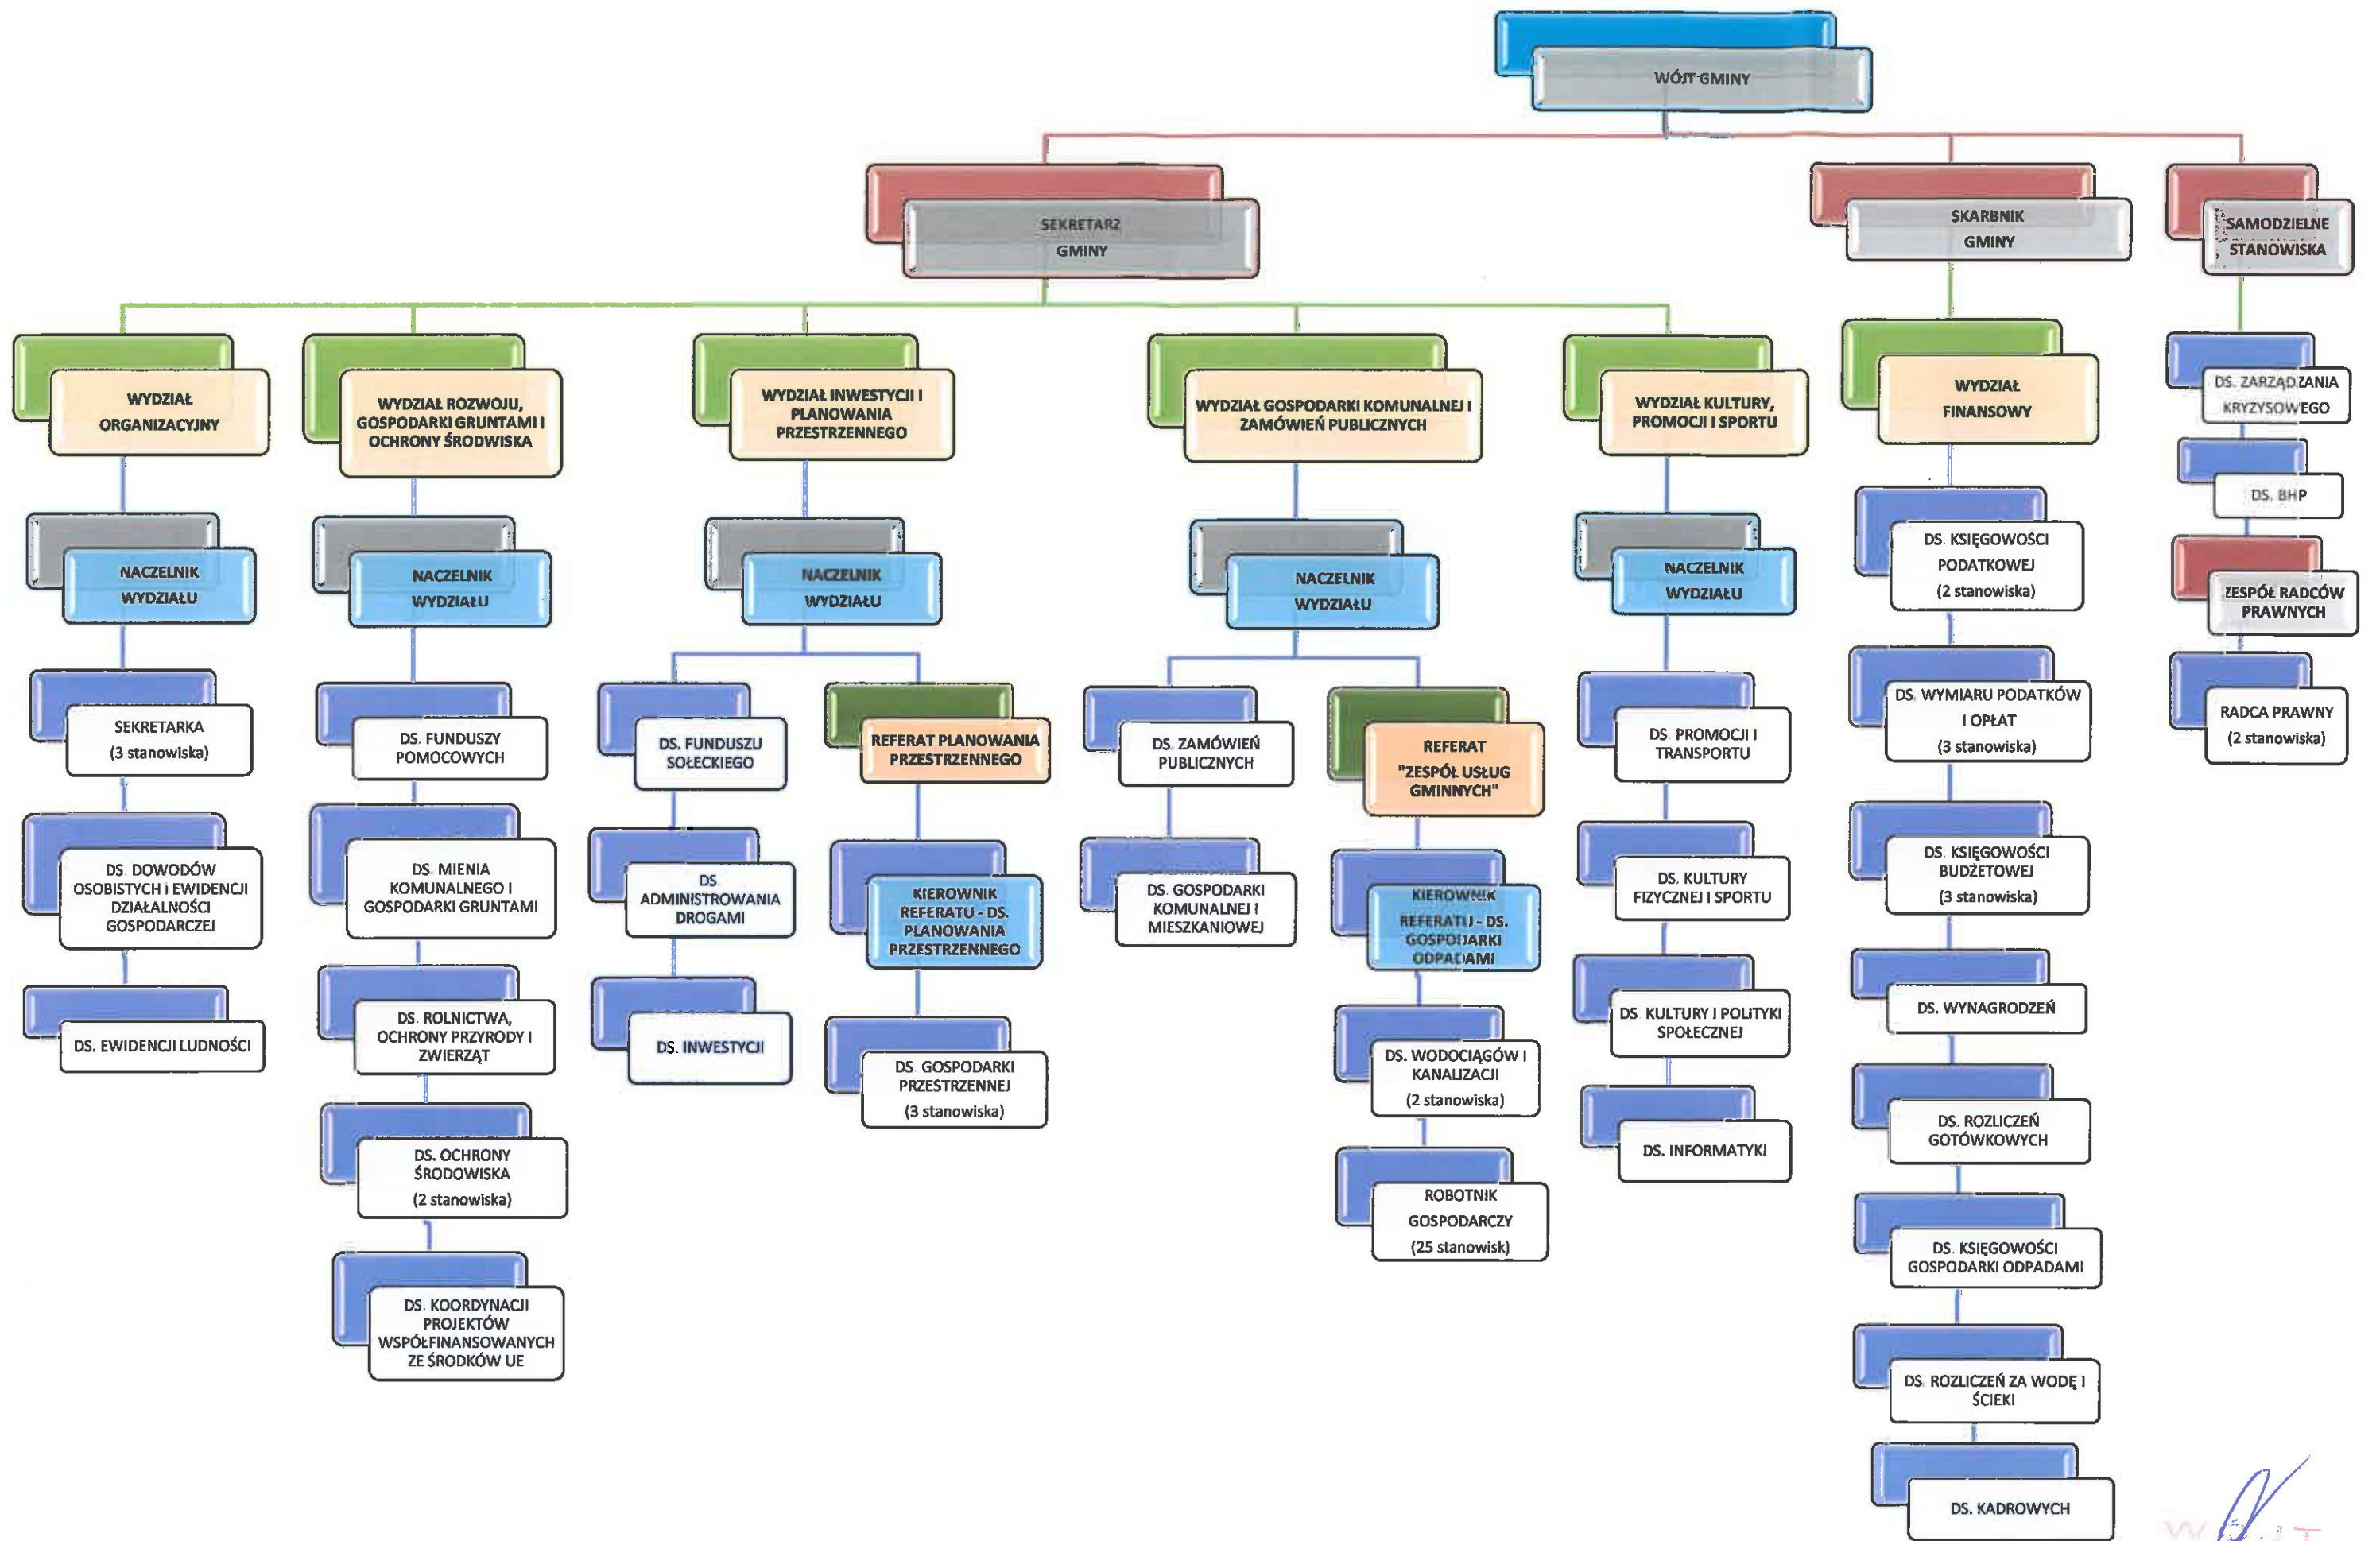 WÓJT GMINY
SEKRETARZ
GMINY
SKARBNIK
GMINY
SAMODZIELNE
STANOWISKA
WYDZIAŁ
ORGANIZACYJNY
NACZELNIK
WYDZIAŁU
SEKRETARKA
(3 stanowiska)
DS. DOWODÓW
OSOBISTYCH I EWIDENCJI
DZIAŁALNOŚCI
GOSPODARCZEJ
DS. EWIDENCJI LUDNOŚCI
WYDZIAŁ ROZWOJU,
GOSPODARKI GRUNTAMI I
OCHRONY ŚRODWISKA
NACZELNIK
WYDZIAŁU
DS. FUNDUSZY
POMOCOWYCH
DS. MIENIA
KOMUNALNEGO I
GOSPODARKI GRUNTAMI
DS. ROLNICTWA,
OCHRONY PRZYRODY I
ZWIERZĄT
DS. OCHRONY
ŚRODOWISKA
(2 stanowiska)
DS. KOORDYNACJI
PROJEKTÓW
WSPÓŁFINANSOWANYCH
ZE ŚRODKÓW UE
WYDZIAŁ INWESTYCJI I
PLANOWANIA
PRZESTRZENNEGO
NACZELNIK
WYDZIAŁU
DS. FUNDUSZU
SOŁECKIEGO
DS.
ADMINISTROWANIA
DROGAMI
DS. INWESTYCJI
REFERAT PLANOWANIA
PRZESTRZENNEGO
KIEROWNIK
REFERATU - DS.
PLANOWANIA
PRZESTRZENNEGO
DS. GOSPODARKI
PRZESTRZENNEJ
(3 stanowiska)
WYDZIAŁ GOSPODARKI KOMUNALNEJ I
ZAMÓWIEŃ PUBLICZNYCH
NACZELNIK
WYDZIAŁU
DS. ZAMÓWIEŃ
PUBLICZNYCH
DS. GOSPODARKI
KOMUNALNEJ I
MIESZKANIOWEJ
REFERAT
"ZESPÓŁ USŁUG
GMINNYCH"
KIEROWNIK
REFERATU - DS.
GOSPODARKI
ODPADAMI
DS. WODOCIĄGÓW I
KANALIZACJI
(2 stanowiska)
ROBOTNIK
GOSPODARCZY
(25 stanowisk)
WYDZIAŁ KULTURY,
PROMOCJI I SPORTU
NACZELNIK
WYDZIAŁU
DS. PROMOCJI I
TRANSPORTU
DS. KULTURY
FIZYCZNEJ I SPORTU
DS. KULTURY I POLITYKI
SPOŁECZNEJ
DS. INFORMATYKI
WYDZIAŁ
FINANSOWY
DS. KSIĘGOWOŚCI
PODATKOWEJ
(2 stanowiska)
DS. WYMIARU PODATKÓW
I OPŁAT
(3 stanowiska)
DS. KSIĘGOWOŚCI
BUDŻETOWEJ
(3 stanowiska)
DS. WYNAGRODZEŃ
DS. ROZLICZEŃ
GOTÓWKOWYCH
DS. KSIĘGOWOŚCI
GOSPODARKI ODPADAMI
DS. ROZLICZEŃ ZA WODĘ I
ŚCIEKI
DS. KADROWYCH
DS. ZARZĄDZANIA
KRYZYSOWEGO
DS. BHP
ZESPÓŁ RADCÓW
PRAWNYCH
RADCA PRAWNY
(2 stanowiska)